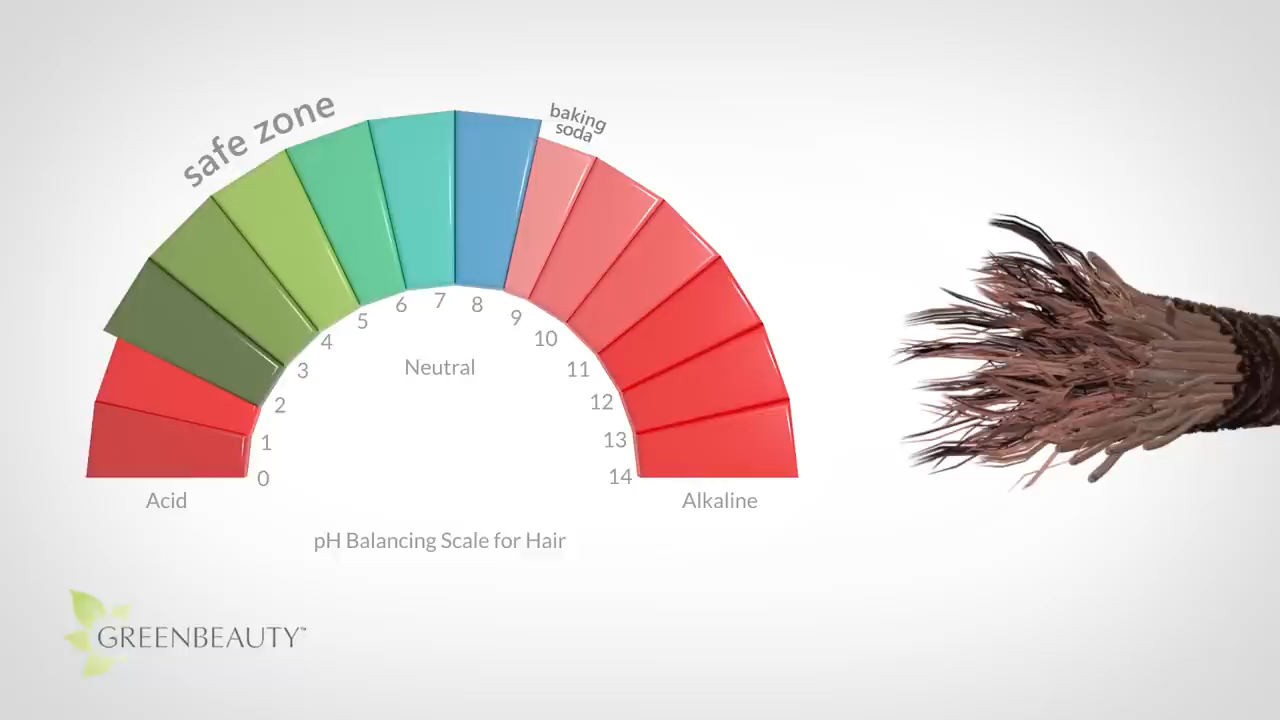 safe zone
baking
soda
0
1
2
3
4
5
6
7
8
9
10
11
12
13
14
Neutral
Acid
Alkaline
pH Balancing Scale for Hair
GREENBEAUTY™